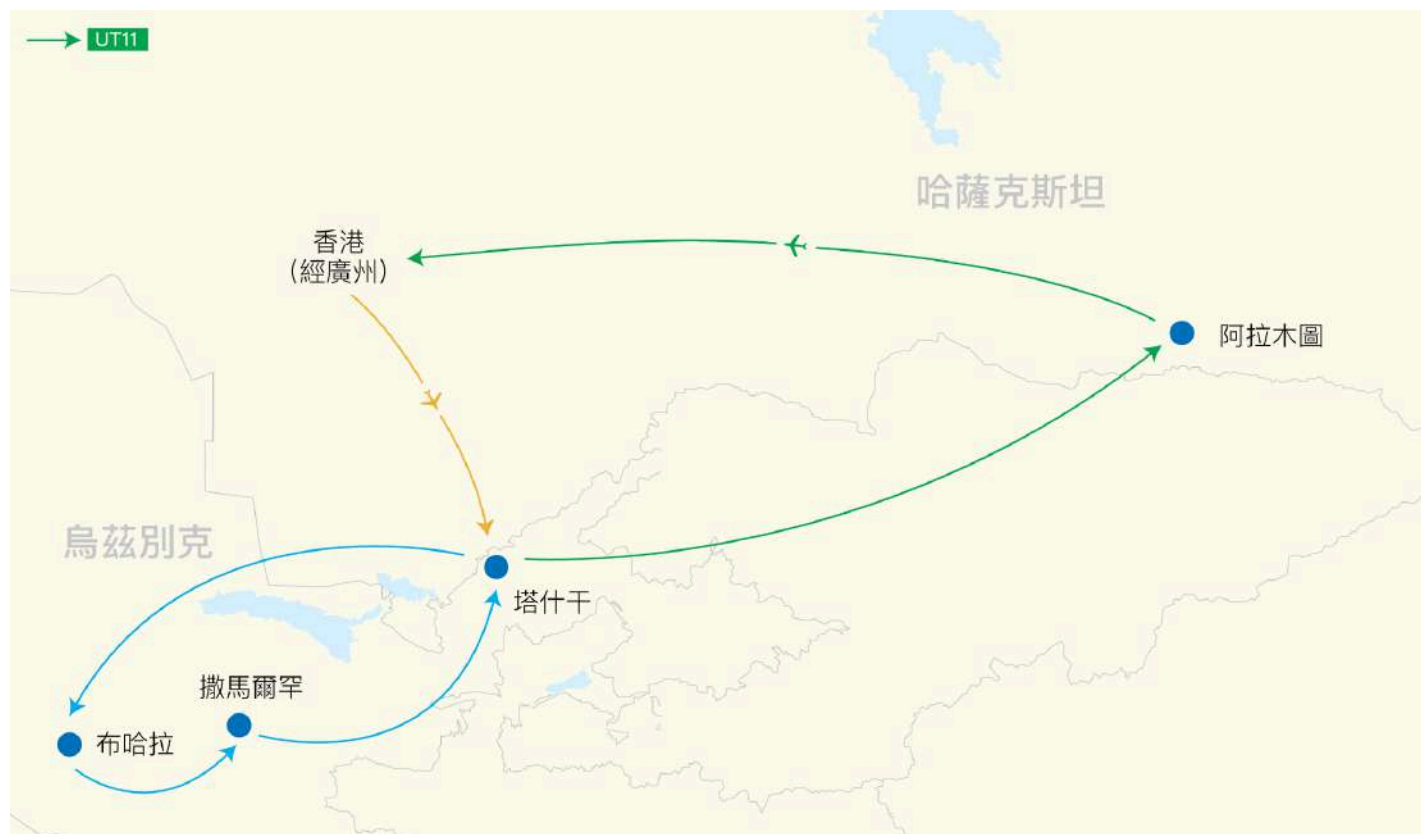 UT11
哈薩克斯坦
香港
(經廣州)
阿拉木圖
烏茲別克
塔什干
撒馬爾罕
布哈拉